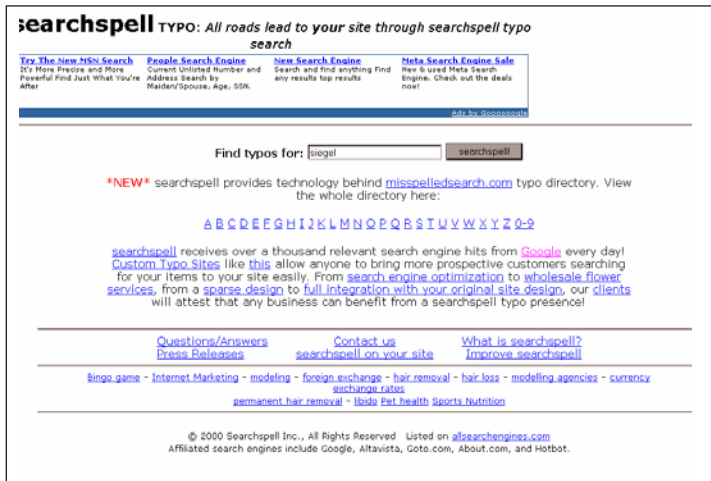 searchspell TYPO: All roads lead to your site through searchspell typo
search
Try The New MSN Search
It's More Precise and More
Powerful Find Just What You're
After
People Search Engine
Current Unlisted Number and
Address Search by
Maiden/Spouse, Age, SSN
New Search Engine
Search and find anything Find
any results top results
Meta Search Engine Sale
New & used Meta Search
Engine. Check out the deals
now!
Ads by Goooooogle
Find typos for: siegel searchspell!
*NEW* searchspell provides technology behind misspelledsearch.com typo directory. View
the whole directory here:
A B C D E F G H I J K L M N O P Q R S T U V W X Y Z 0-9
searchspell receives over a thousand relevant search engine hits from Google every day!
Custom Typo Sites like this allow anyone to bring more prospective customers searching
for your items to your site easily. From search engine optimization to wholesale flower
services, from a sparse design to full integration with your original site design, our clients
will attest that any business can benefit from a searchspell typo presence!
Questions/Answers Contact us What is searchspell?
Press Releases searchspell on your site Improve searchspell
Bingo game - Internet Marketing - modeling - foreign exchange - hair removal - hair loss - modelling agencies - currency
exchange rates
permanent hair removal - libido Pet health Sports Nutrition
© 2000 Searchspell Inc., All Rights Reserved Listed on allsearchengines.com
Affiliated search engines include Google, Altavista, Goto.com, About.com, and Hotbot.